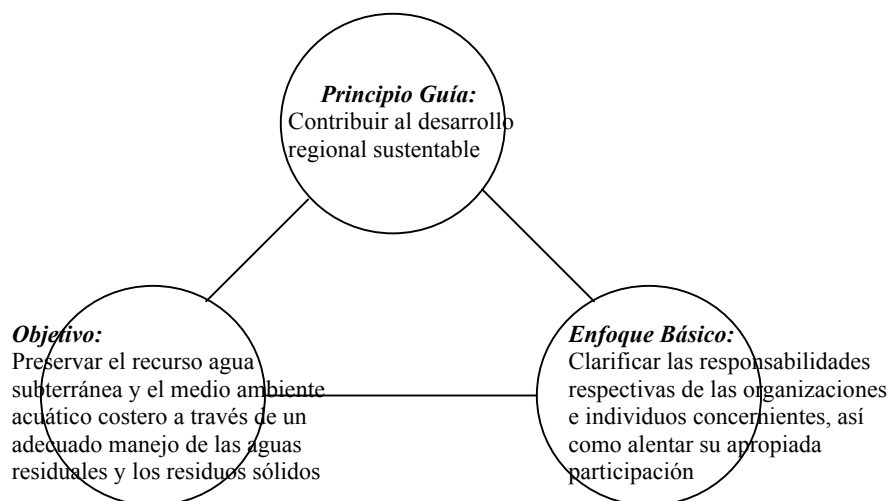 Principio Guía:
Contribuir al desarrollo
regional sustentable
Objetivo:
Preservar el recurso agua
subterránea y el medio ambiente
acuático costero a través de un
adecuado manejo de las aguas
residuales y los residuos sólidos
Enfoque Básico:
Clarificar las responsabilidades
respectivas de las organizaciones
e individuos concernientes, así
como alentar su apropiada
participación